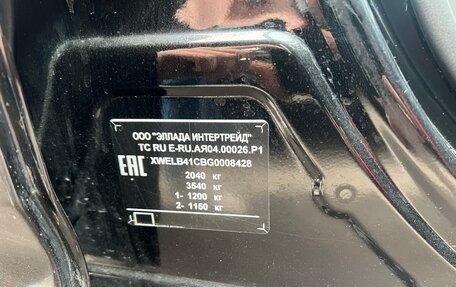 ООО "ЭЛЛАДА ИНТЕРТРЕЙД"
ТС RU E-RU.АЯ04.00026.Р1
EAC XWELB41CBG0008428
2040 кг
3540 кг
1- 1200 кг
2- 1150 кг